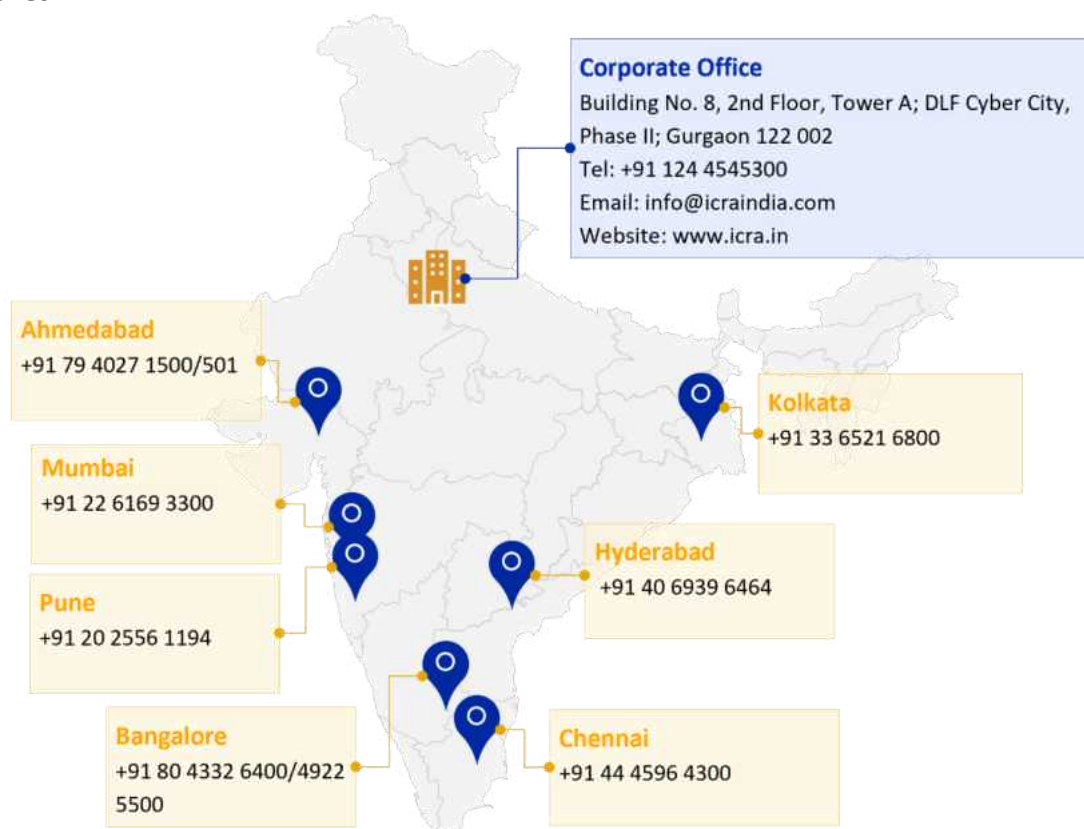 Corporate Office
Building No. 8, 2nd Floor, Tower A; DLF Cyber City,
Phase II; Gurgaon 122 002
Tel: +91 124 4545300
Email: info@icraindia.com
Website: www.icra.in
Ahmedabad
+91 79 4027 1500/501
Kolkata
+91 33 6521 6800
Mumbai
+91 22 6169 3300
Hyderabad
+91 40 6939 6464
Pune
+91 20 2556 1194
Bangalore
+91 80 4332 6400/4922
5500
Chennai
+91 44 4596 4300